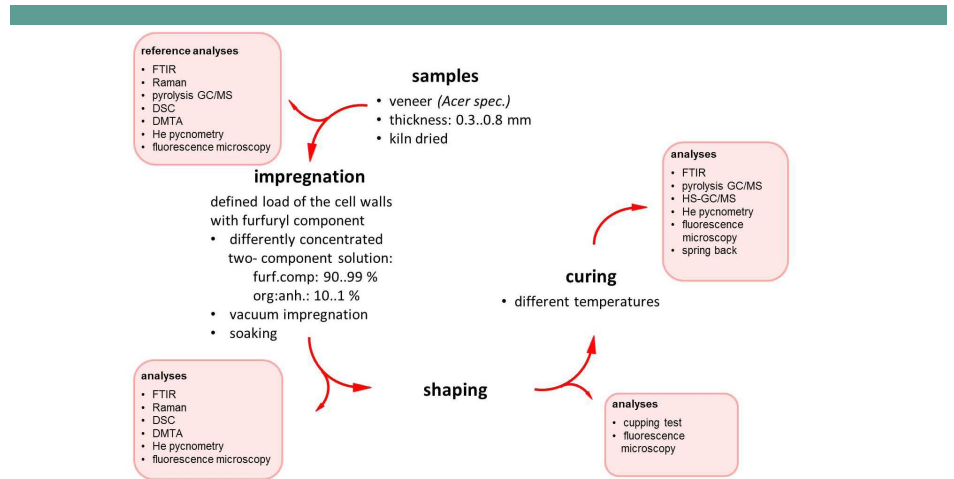 reference analyses
• FTIR
• Raman
• pyrolysis GC/MS
• DSC
• DMTA
• He pycnometry
• fluorescence microscopy
samples
• veneer (Acer spec.)
• thickness: 0.3..0.8 mm
• kiln dried
impregnation
defined load of the cell walls
with furfuryl component
• differently concentrated
two- component solution:
furf.comp: 90..99 %
org:anh.: 10..1 %
• vacuum impregnation
• soaking
analyses
• FTIR
• Raman
• DSC
• DMTA
• He pycnometry
• fluorescence microscopy
shaping
analyses
• cupping test
• fluorescence
microscopy
curing
• different temperatures
analyses
• FTIR
• pyrolysis GC/MS
• HS-GC/MS
• He pycnometry
• fluorescence
microscopy
• spring back